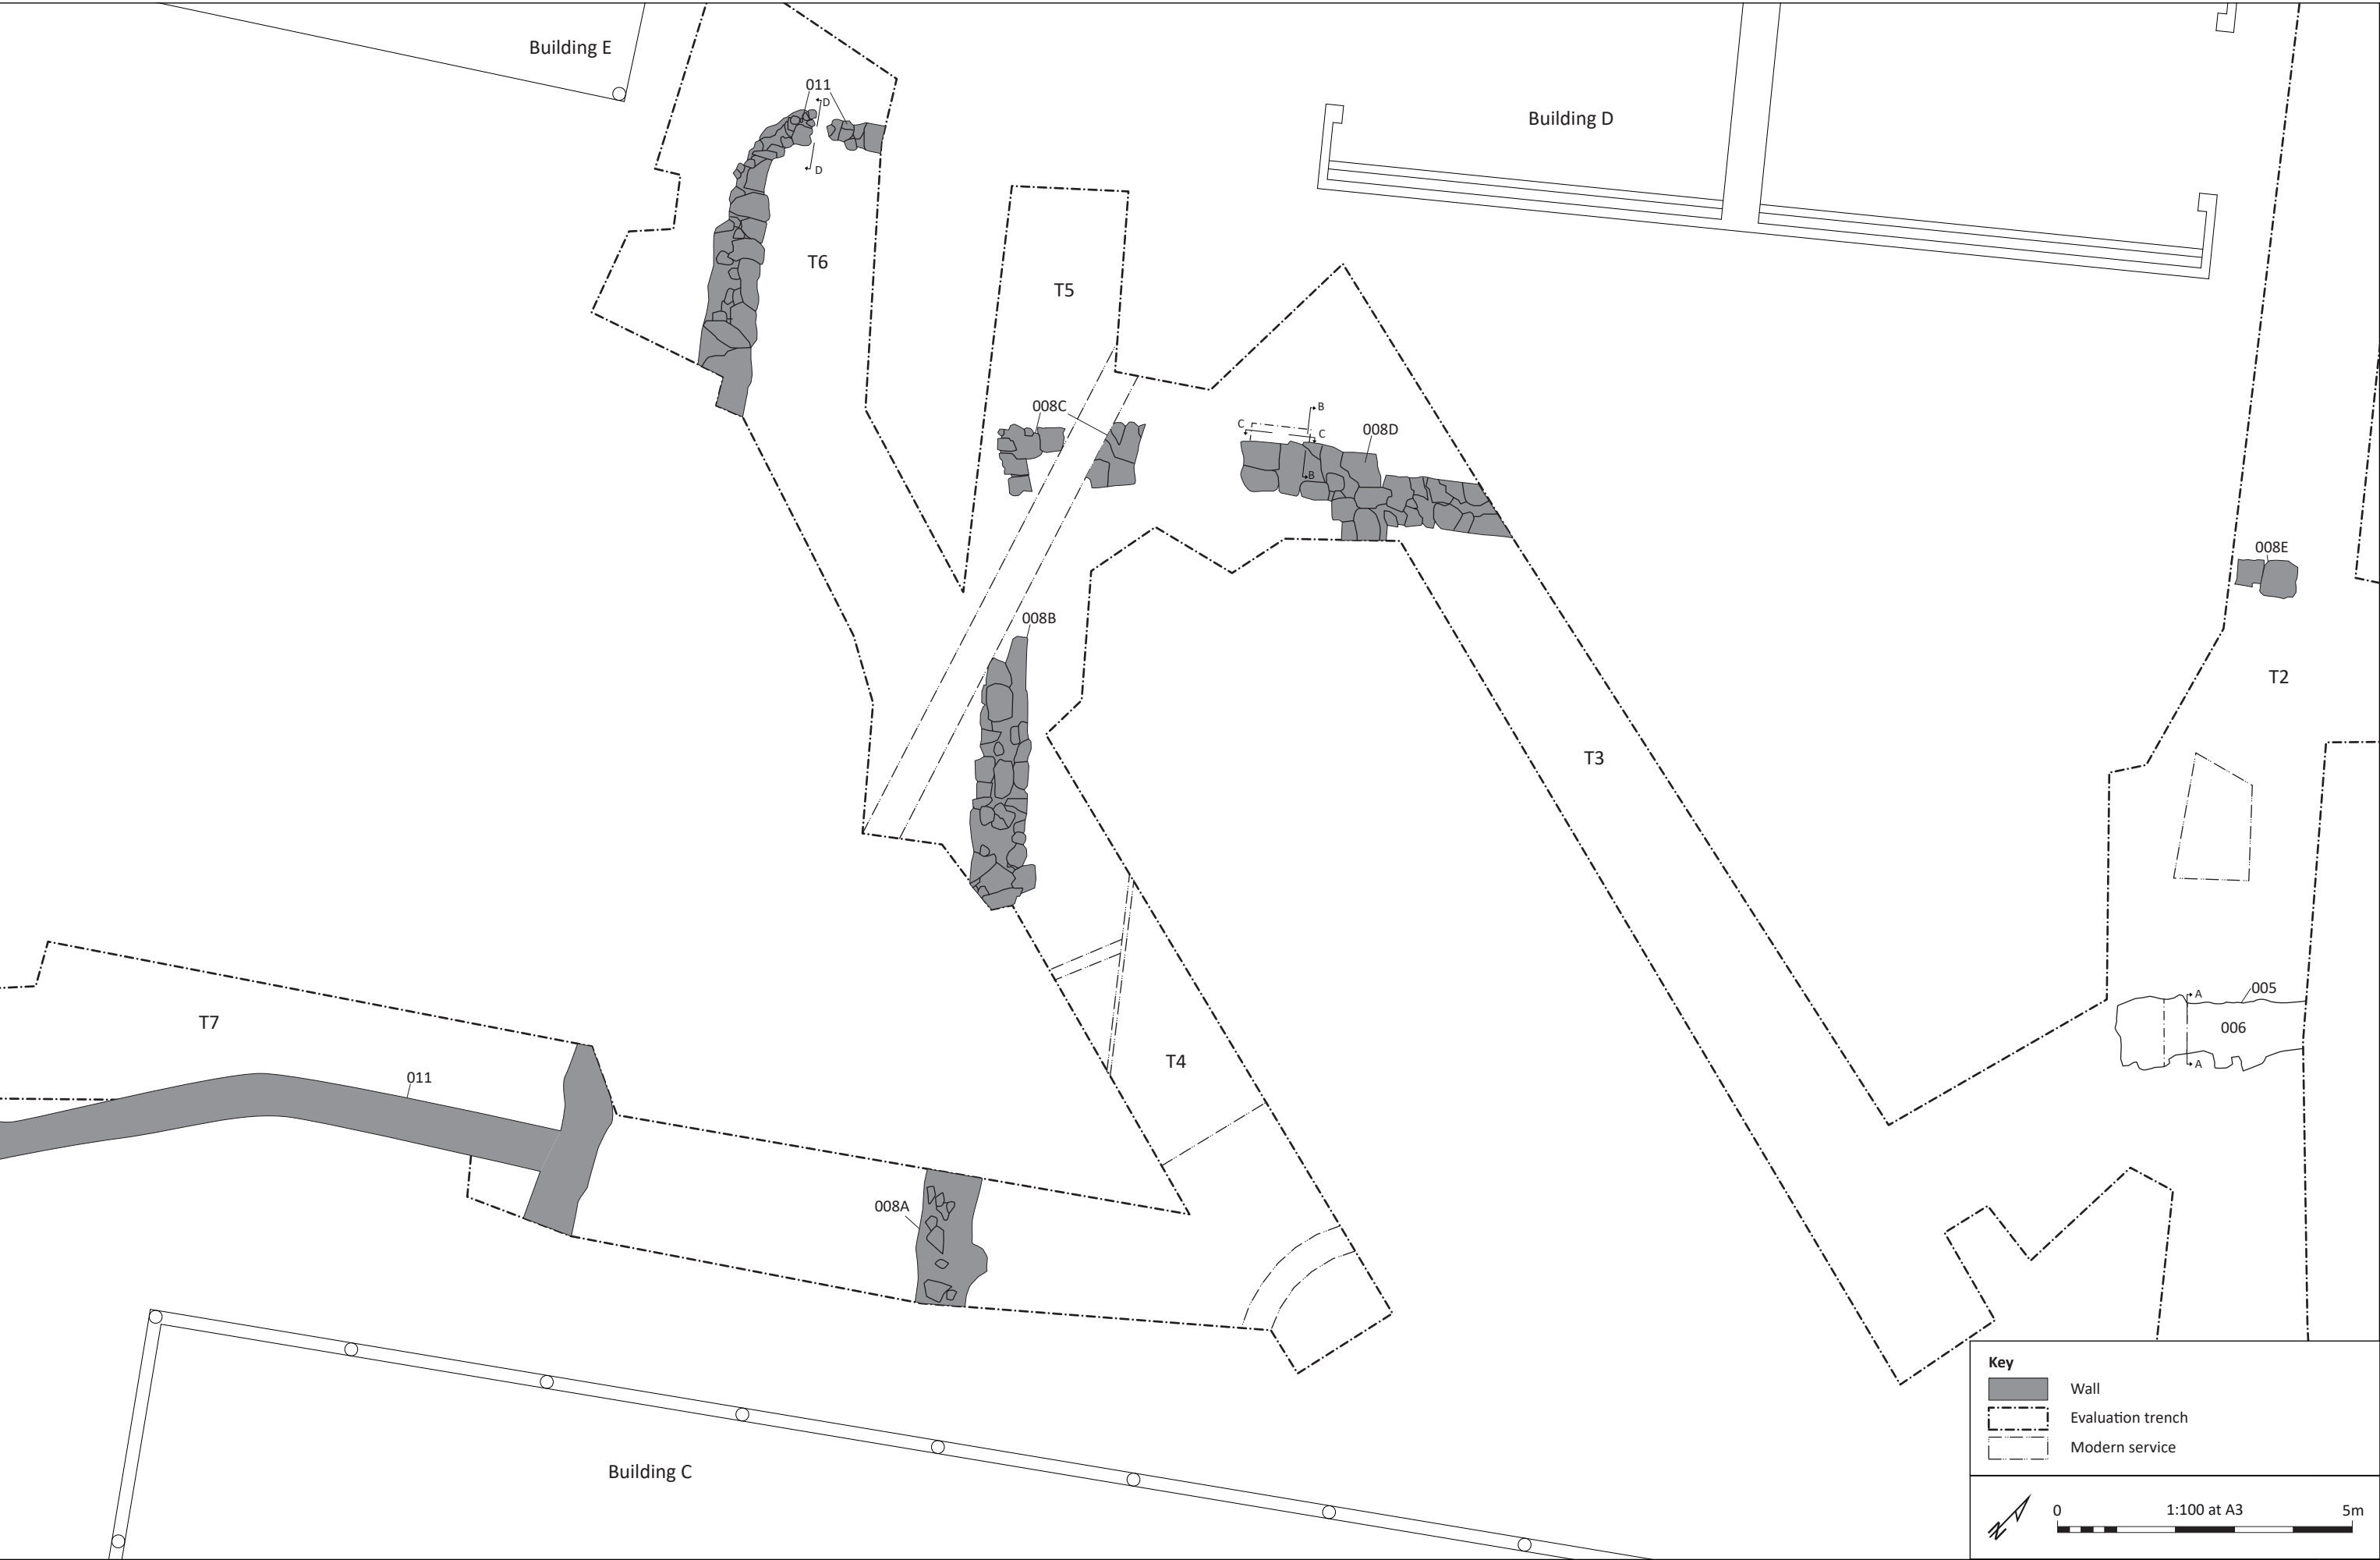 Building E
011
D
Building D
D
T6
T5
008C
B
C
C
008D
B
008E
008B
T2
T3
005
A
006
A
T7
011
T4
008A
Building C
Key
Wall
Evaluation trench
Modern service
N
0
1:100 at A3
5m